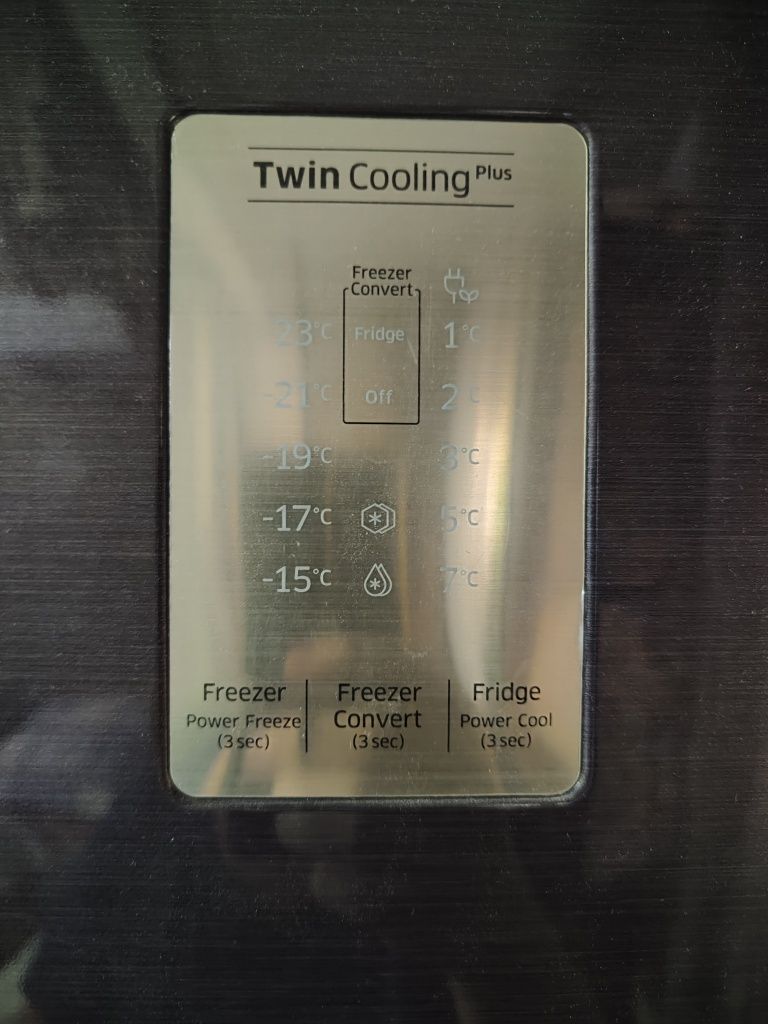 Twin Cooling Plus
Freezer
Convert
23°C Fridge 1°C
-21°C Off 2°C
-19°C 3°C
-17°C 5°C
-15°C 7°C
Freezer Freezer Fridge
Power Freeze Convert Power Cool
(3 sec) (3 sec) (3 sec)